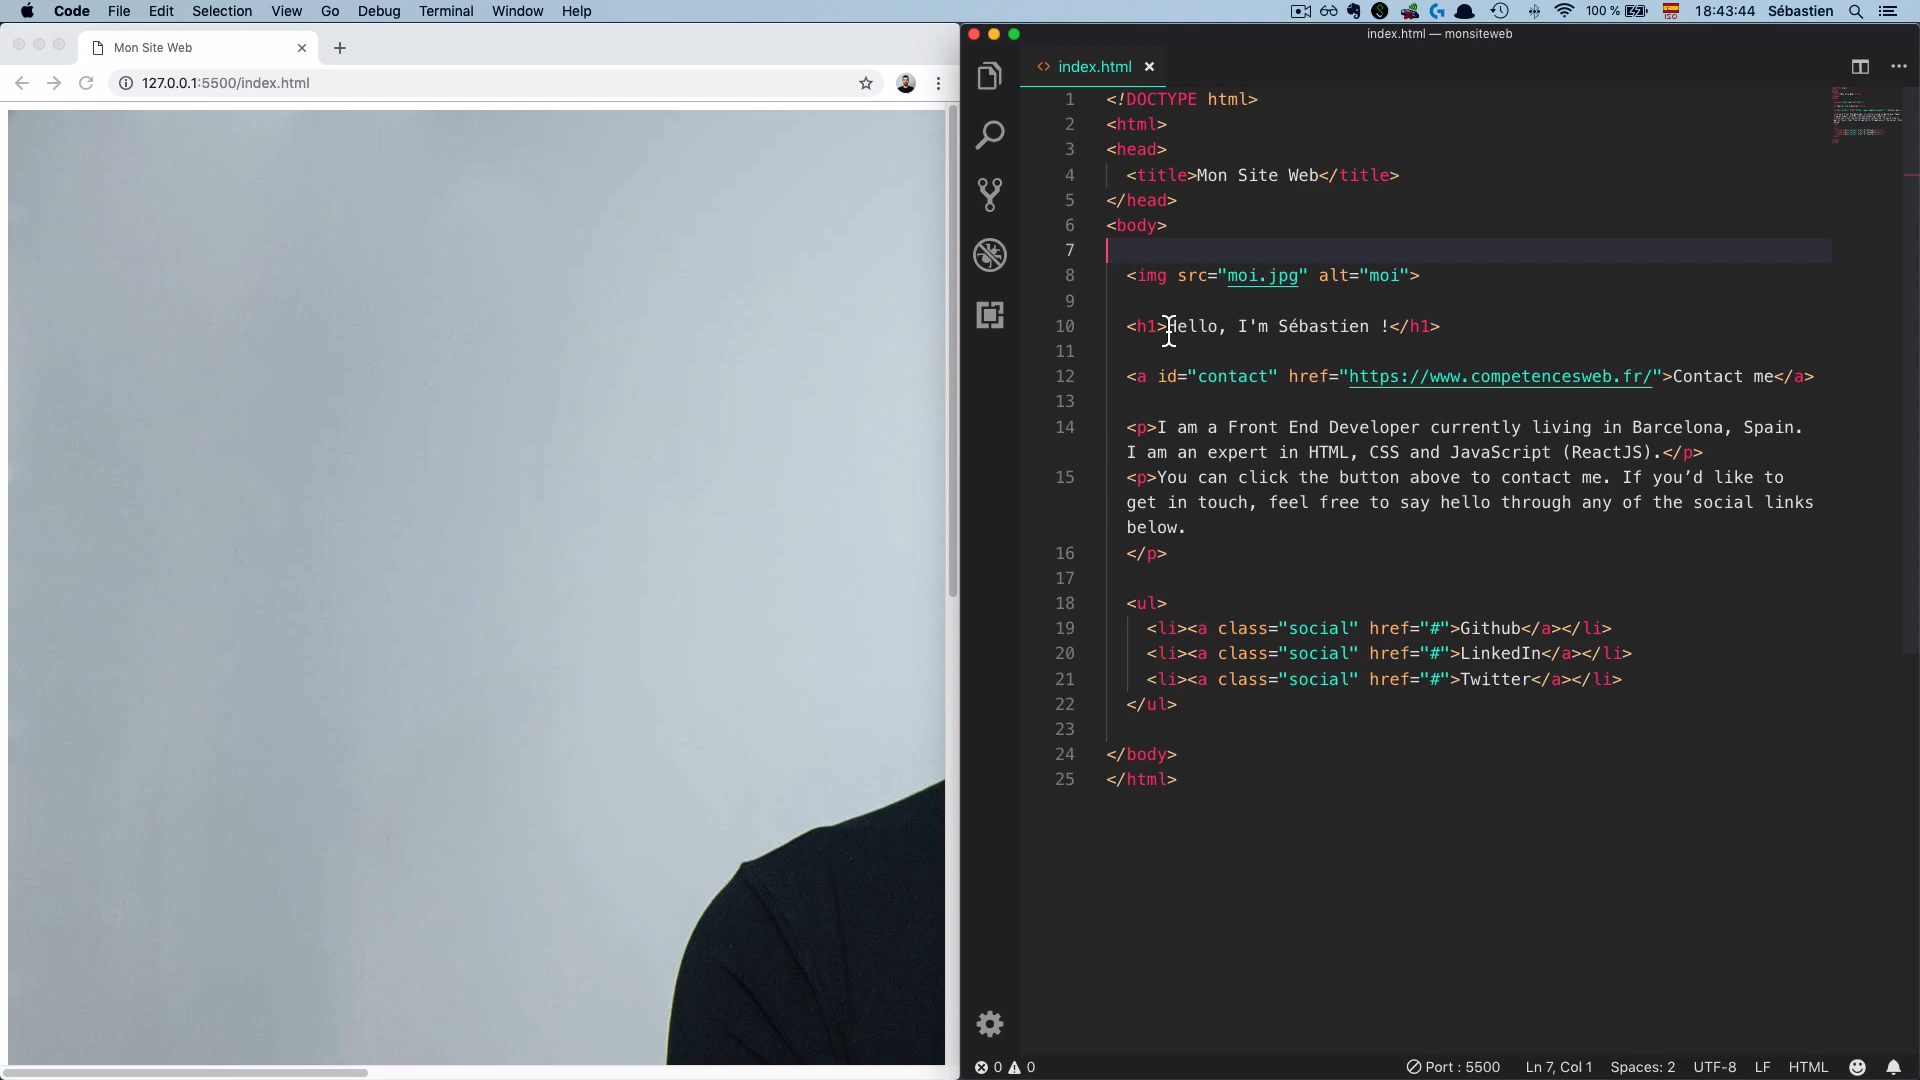 Code File Edit Selection View Go Debug Terminal Window Help
100 % ISO 18:43:44 Sébastien
Mon Site Web
127.0.0.1:5500/index.html
index.html — monsiteweb
index.html
1 <!DOCTYPE html>
2 <html>
3 <head>
4 <title>Mon Site Web</title>
5 </head>
6 <body>
7
8 <img src="moi.jpg" alt="moi">
9
10 <h1>Hello, I'm Sébastien !</h1>
11
12 <a id="contact" href="https://www.competencesweb.fr/">Contact me</a>
13
14 <p>I am a Front End Developer currently living in Barcelona, Spain.
I am an expert in HTML, CSS and JavaScript (ReactJS).</p>
15 <p>You can click the button above to contact me. If you’d like to
get in touch, feel free to say hello through any of the social links
below.
16 </p>
17
18 <ul>
19 <li><a class="social" href="#">Github</a></li>
20 <li><a class="social" href="#">LinkedIn</a></li>
21 <li><a class="social" href="#">Twitter</a></li>
22 </ul>
23
24 </body>
25 </html>
0 0 Port : 5500 Ln 7, Col 1 Spaces: 2 UTF-8 LF HTML